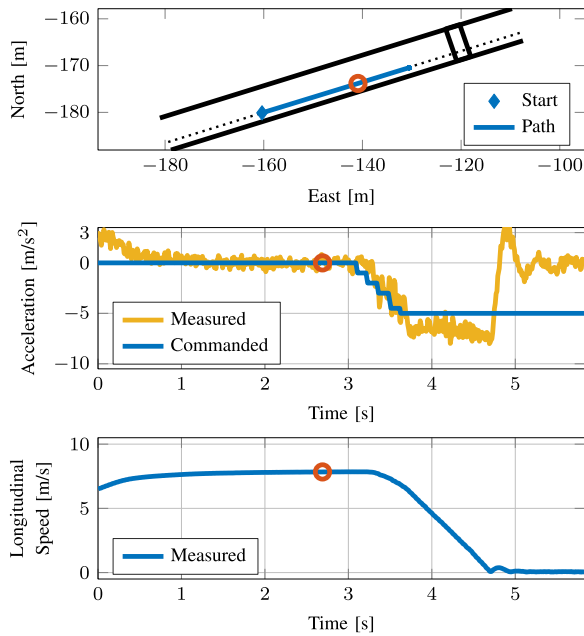 −160
−170
−180
North [m]
Start
Path
−180
−160
−140
−120
−100
East [m]
3
0
−5
−10
Acceleration [m/s²]
Measured
Commanded
0
1
2
3
4
5
Time [s]
10
5
0
Longitudinal
Speed [m/s]
Measured
0
1
2
3
4
5
Time [s]